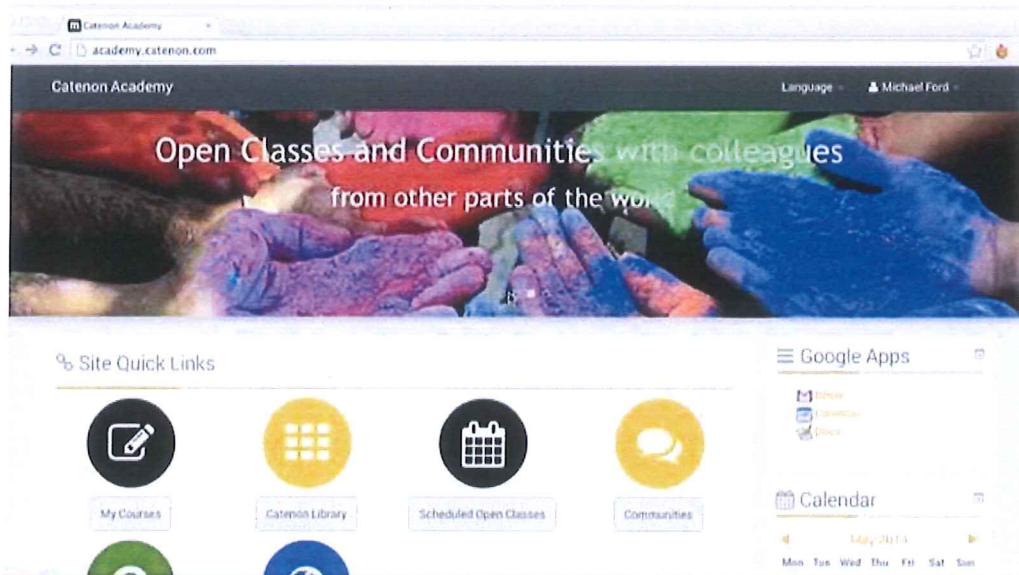 Catenon Academy
academy.catenon.com
Catenon Academy
Language
Michael Ford
Open Classes and Communities with colleagues
from other parts of the world
Site Quick Links
My Courses
Catenon Library
Scheduled Open Classes
Communities
Google Apps
Calendar
Docs
Calendar
Mon Tue Wed Thu Fri Sat Sun